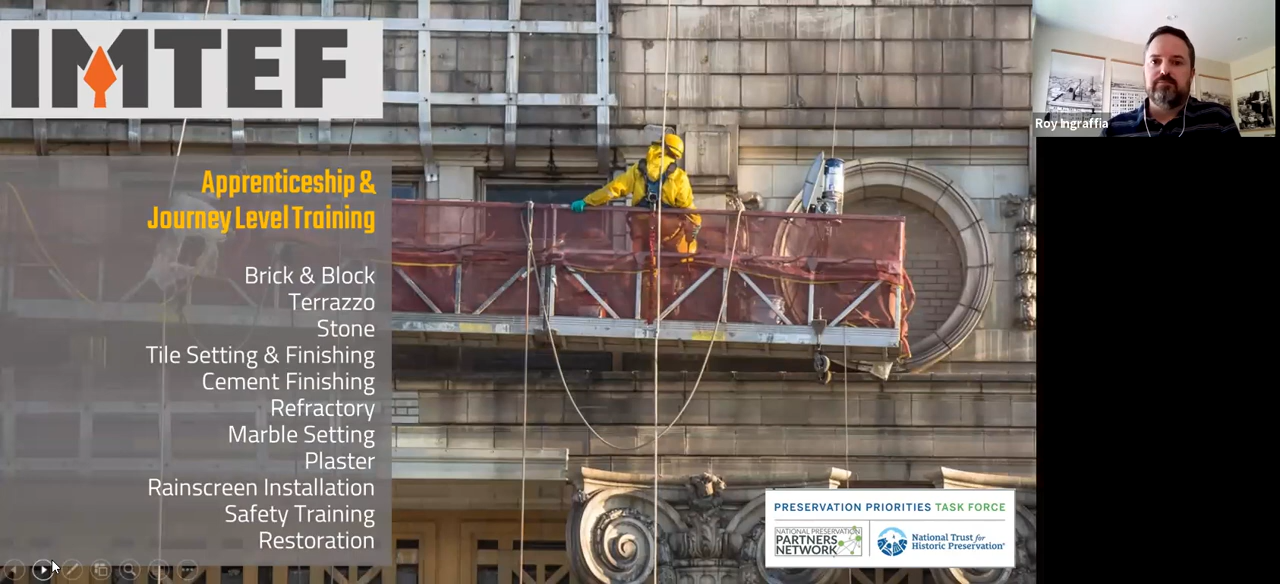 IMTEF
Apprenticeship &
Journey Level Training
Brick & Block
Terrazzo
Stone
Tile Setting & Finishing
Cement Finishing
Refractory
Marble Setting
Plaster
Rainscreen Installation
Safety Training
Restoration
Roy Ingraffia
PRESERVATION PRIORITIES TASK FORCE
NATIONAL PRESERVATION
PARTNERS
NETWORK
National Trust for
Historic Preservation®